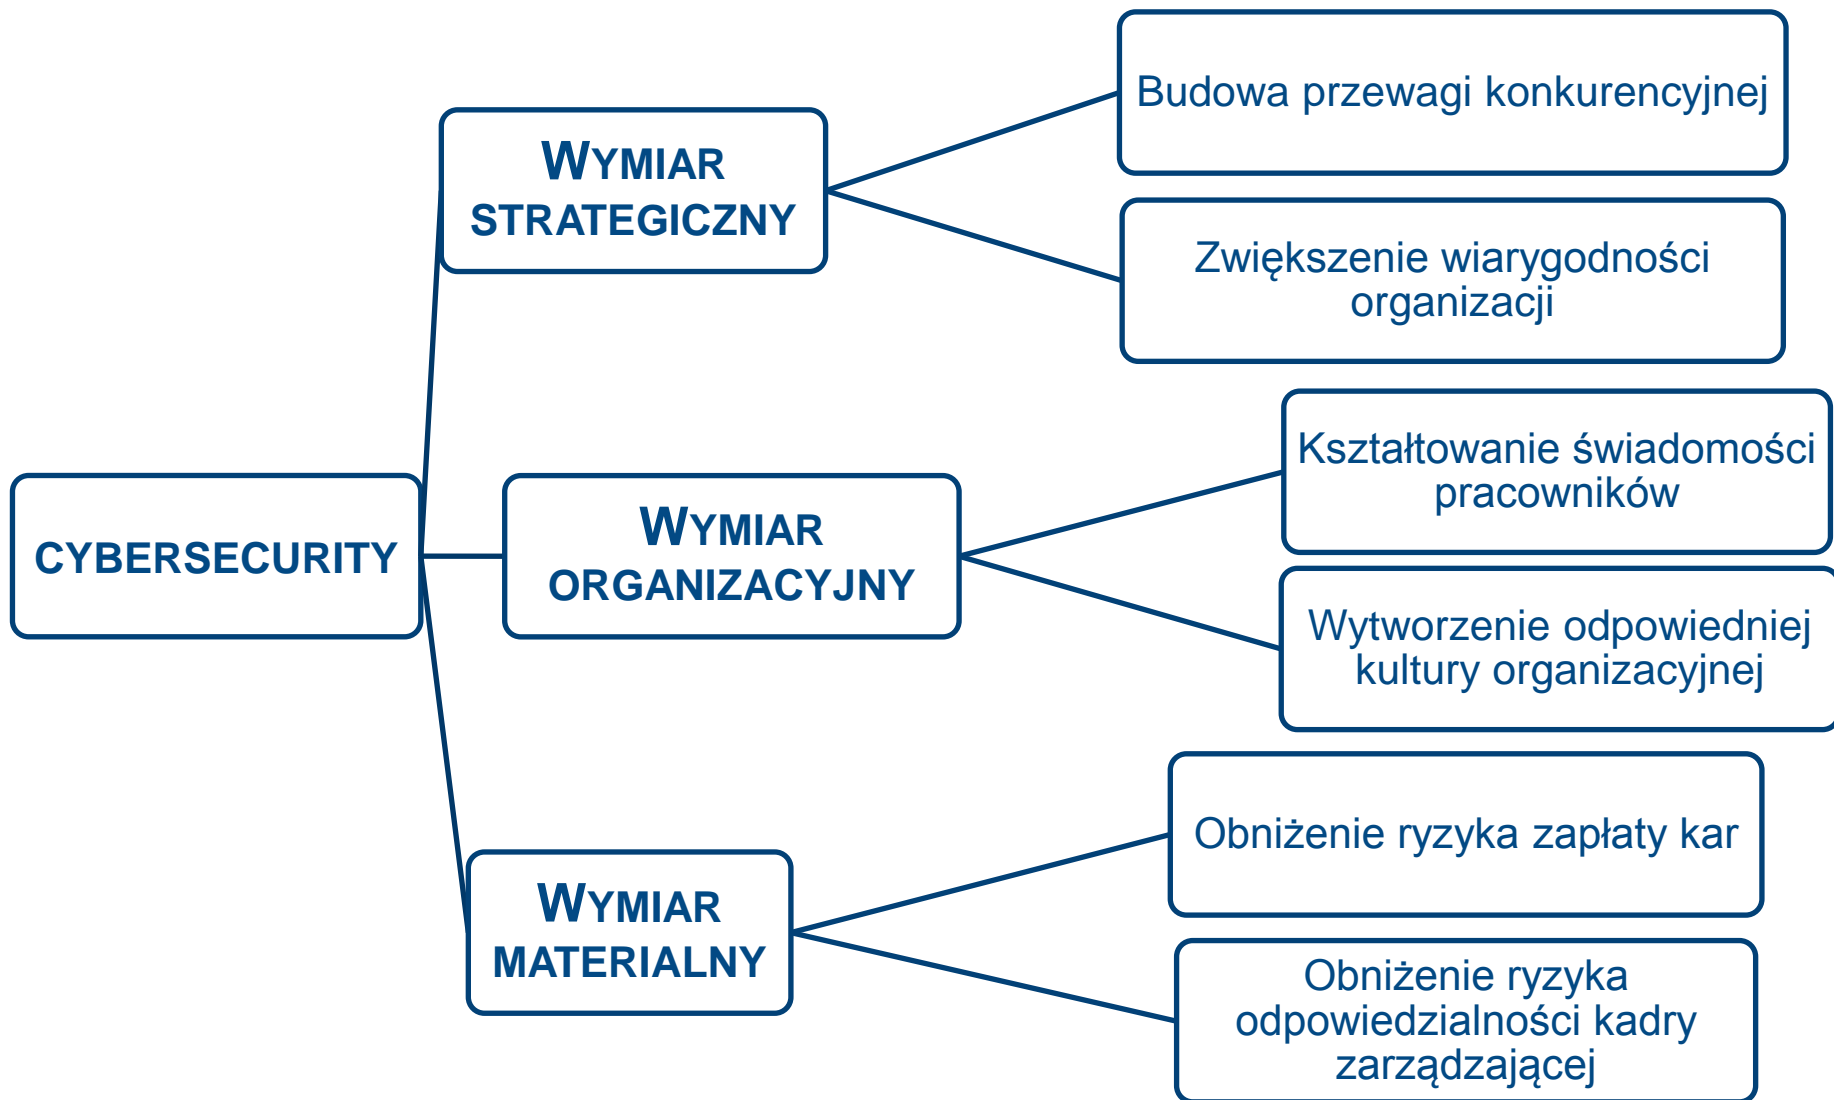 CYBERSECURITY
WYMIAR
STRATEGICZNY
Budowa przewagi konkurencyjnej
Zwiększenie wiarygodności
organizacji
WYMIAR
ORGANIZACYJNY
Kształtowanie świadomości
pracowników
Wytworzenie odpowiedniej
kultury organizacyjnej
WYMIAR
MATERIALNY
Obniżenie ryzyka zapłaty kar
Obniżenie ryzyka
odpowiedzialności kadry
zarządzającej